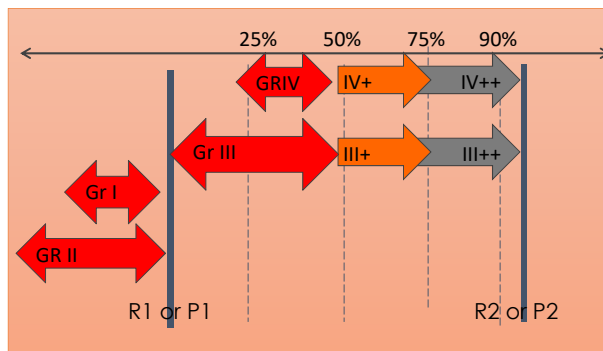 25% 50% 75% 90%
GRIV IV+ IV++
Gr III III+ III++
Gr I
GR II
R1 or P1 R2 or P2